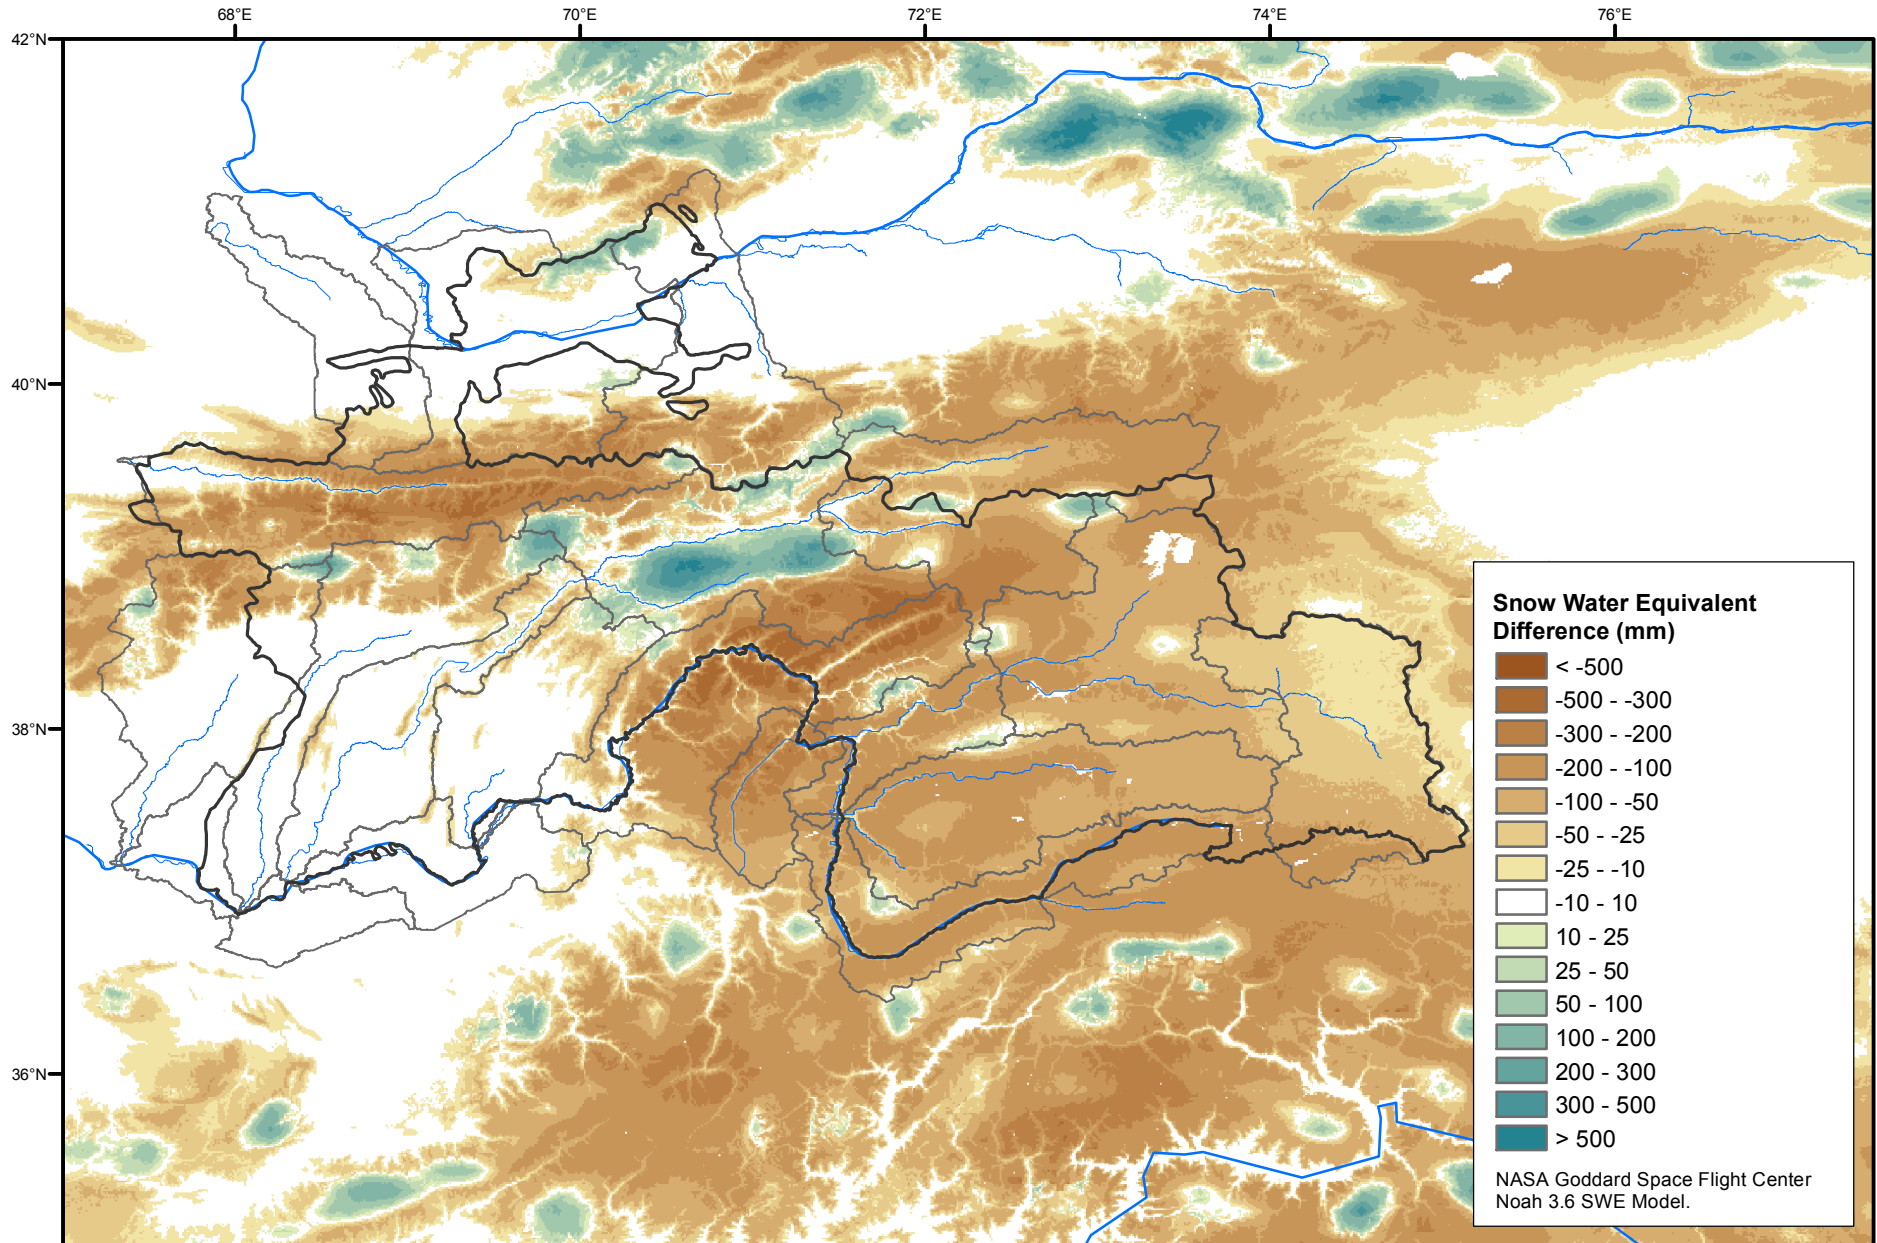 68°E
70°E
72°E
74°E
76°E
42°N
40°N
38°N
36°N
Snow Water Equivalent
Difference (mm)
< -500
-500 - -300
-300 - -200
-200 - -100
-100 - -50
-50 - -25
-25 - -10
-10 - 10
10 - 25
25 - 50
50 - 100
100 - 200
200 - 300
300 - 500
> 500
NASA Goddard Space Flight Center
Noah 3.6 SWE Model.